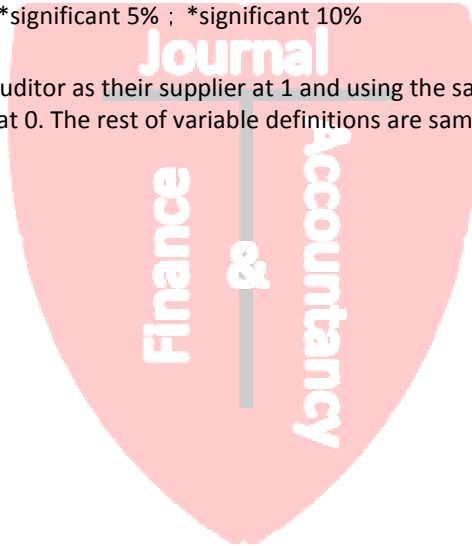 *significant 5% ; *significant 10%
Journal
uditor as their supplier at 1 and using the sa
at 0. The rest of variable definitions are sam
Finance
&
Accountancy